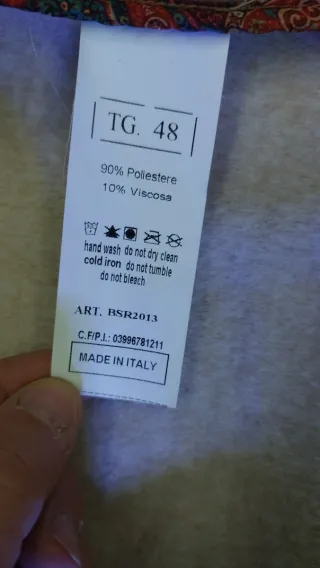 TG. 48
90% Poliestere
10% Viscosa
hand wash do not dry clean
cold iron do not tumble
do not bleach
ART. BSR2013
C.F/P.I.: 03996781211
MADE IN ITALY